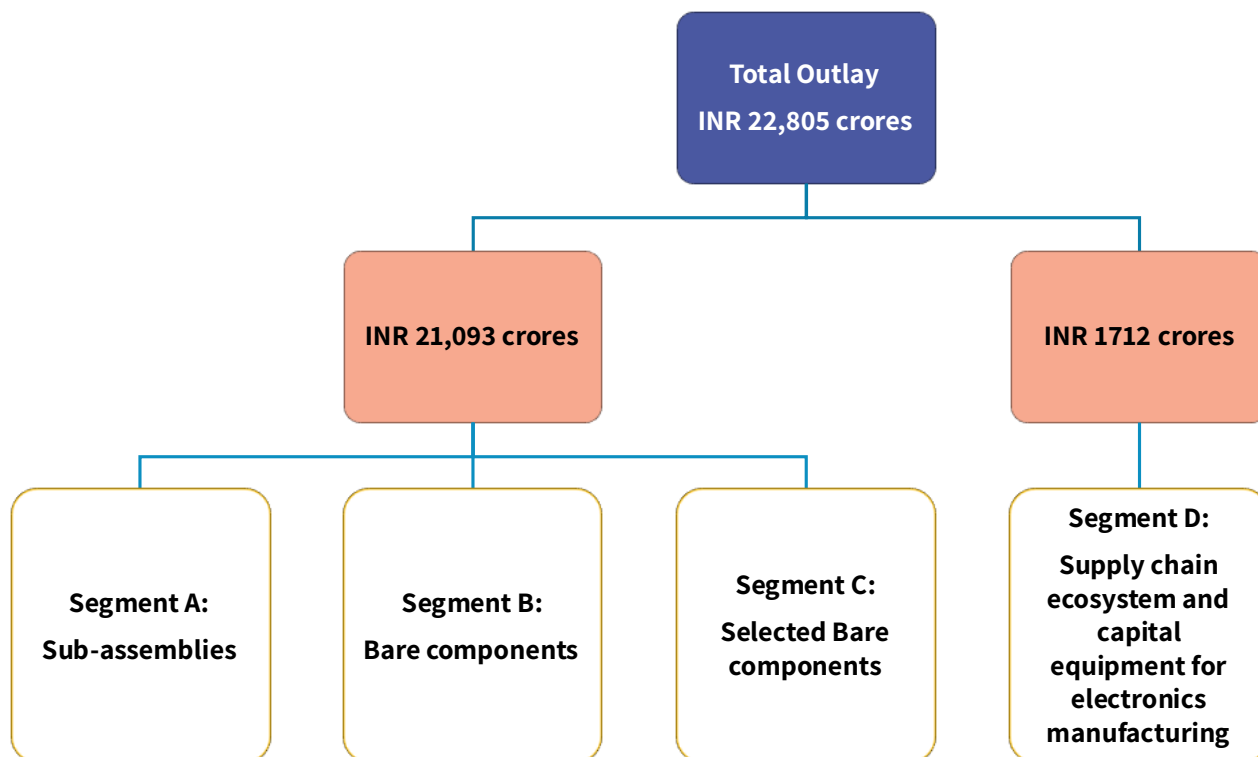 Total Outlay
INR 22,805 crores
INR 21,093 crores
INR 1712 crores
Segment A:
Sub-assemblies
Segment B:
Bare components
Segment C:
Selected Bare
components
Segment D:
Supply chain
ecosystem and
capital
equipment for
electronics
manufacturing